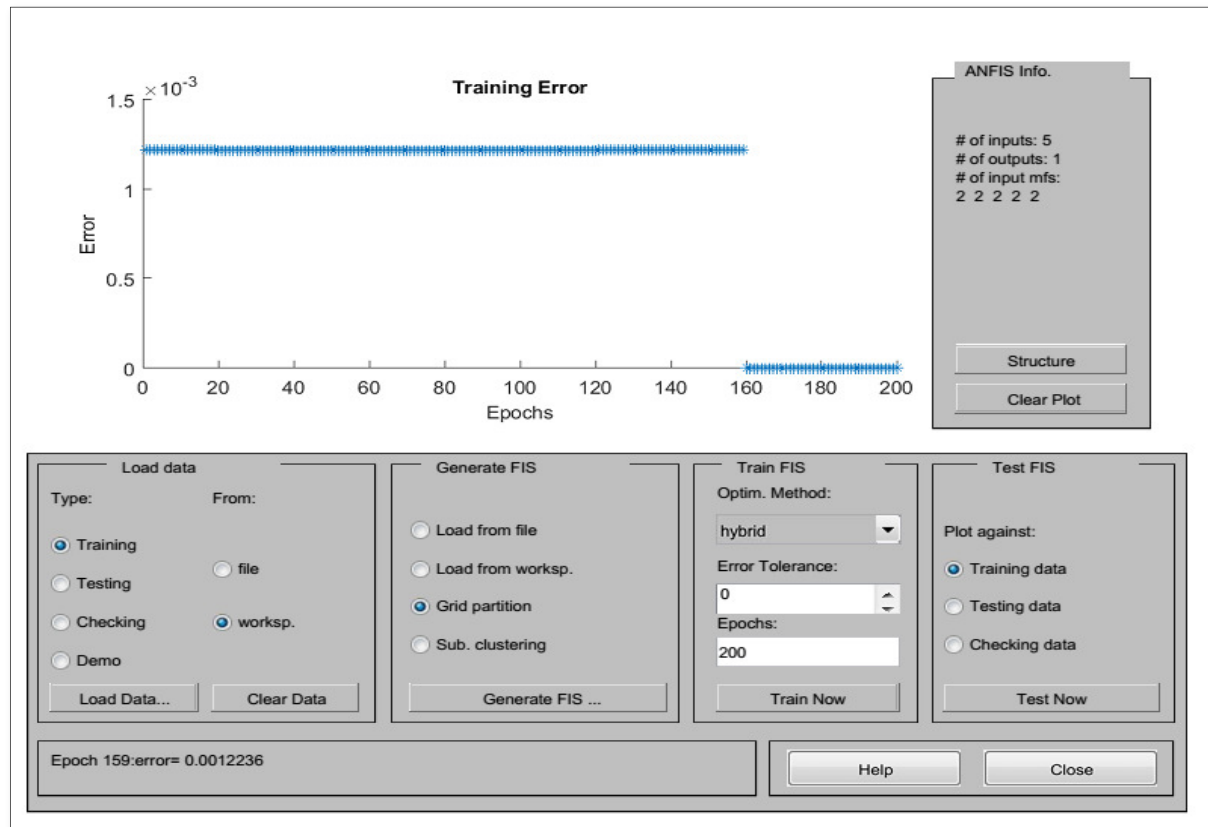 Training Error
×10-3
1.5
1
0.5
0
Error
0 20 40 60 80 100 120 140 160 180 200
Epochs
ANFIS Info.
# of inputs: 5
# of outputs: 1
# of input mfs:
2 2 2 2 2
Structure
Clear Plot
Load data
Type:
From:
Training
Testing
Checking
Demo
file
worksp.
Load Data...
Clear Data
Generate FIS
Load from file
Load from worksp.
Grid partition
Sub. clustering
Generate FIS ...
Train FIS
Optim. Method:
hybrid
Error Tolerance:
0
Epochs:
200
Train Now
Test FIS
Plot against:
Training data
Testing data
Checking data
Test Now
Epoch 159:error= 0.0012236
Help
Close